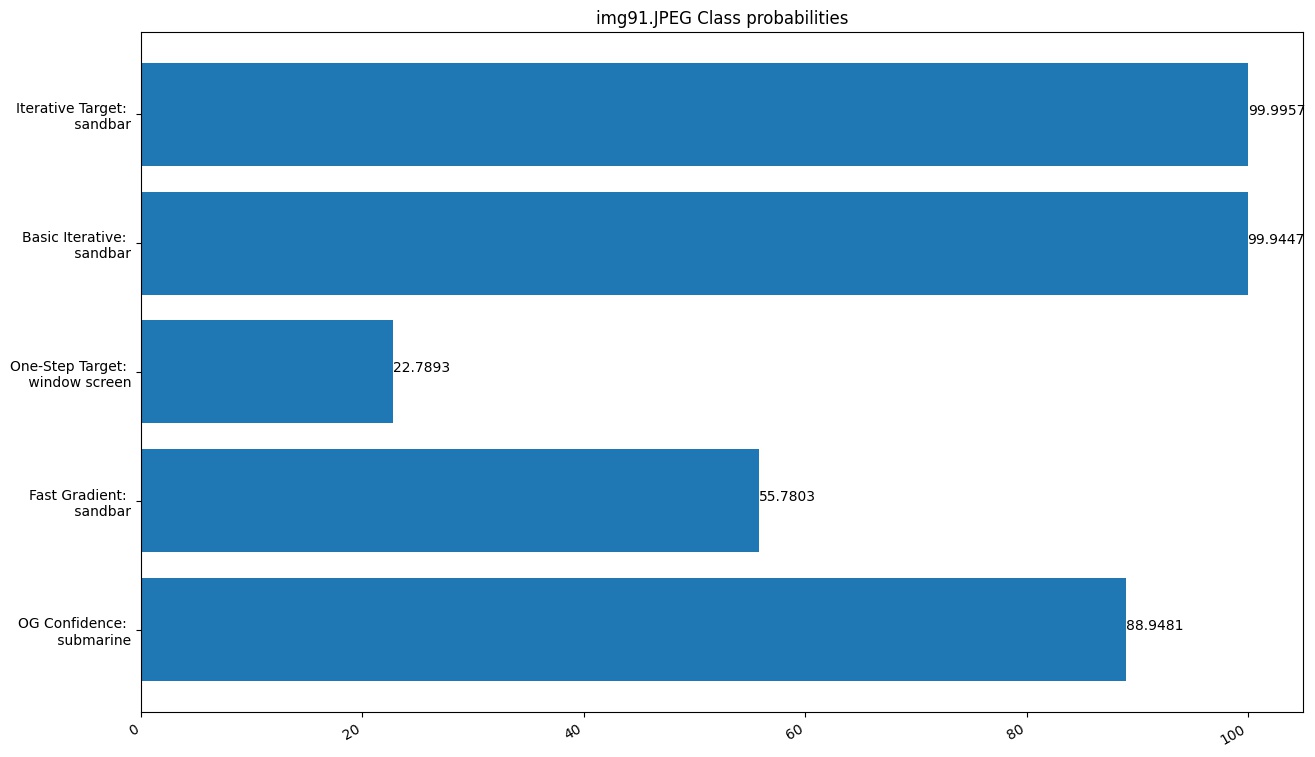 img91.JPEG Class probabilities
Iterative Target:
sandbar
99.9957
Basic Iterative:
sandbar
99.9447
One-Step Target:
window screen
22.7893
Fast Gradient:
sandbar
55.7803
OG Confidence:
submarine
88.9481
0
20
40
60
80
100